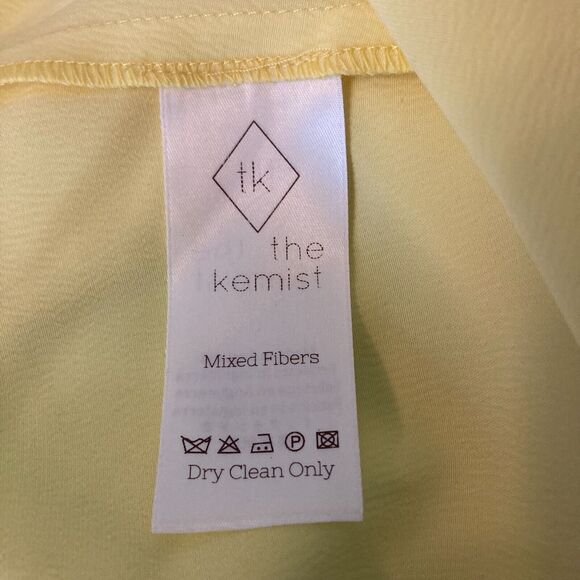 tk
the
kemist
Mixed Fibers
P
Dry Clean Only